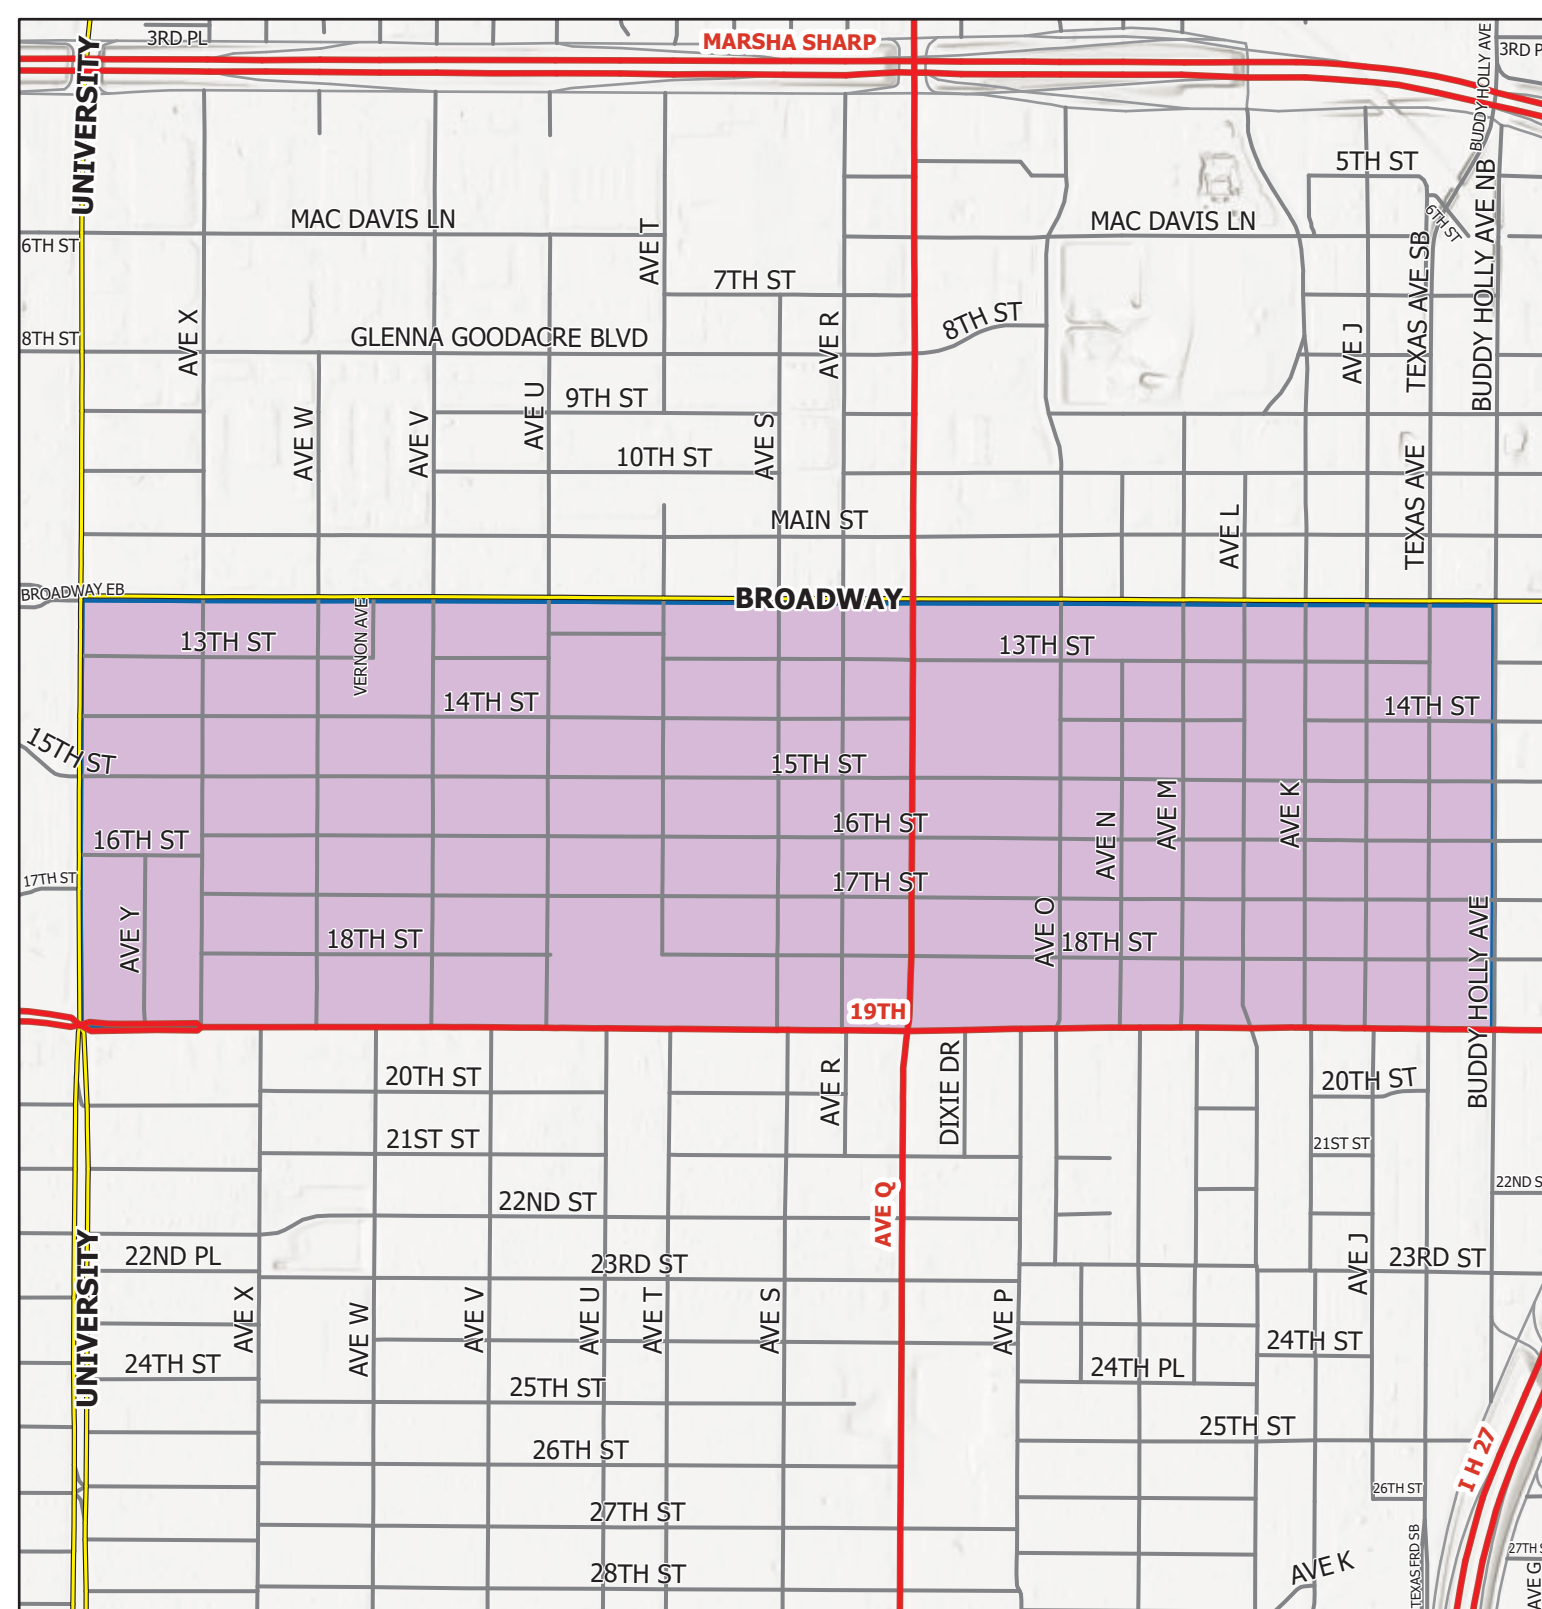 3RD PL
MARSHA SHARP
BUDDY HOLLY AVE
3RD P
UNIVERSITY
5TH ST
MAC DAVIS LN
MAC DAVIS LN
6TH ST
6TH ST
AVE T
7TH ST
TEXAS AVE SB
BUDDY HOLLY AVE NB
8TH ST
GLENNA GOODACRE BLVD
8TH ST
AVE X
AVE R
AVE J
9TH ST
AVE W
AVE V
AVE U
AVE S
10TH ST
TEXAS AVE
MAIN ST
AVE L
BROADWAY EB
BROADWAY
VERNON AVE
13TH ST
13TH ST
14TH ST
14TH ST
15TH ST
15TH ST
16TH ST
16TH ST
AVE N
AVE M
AVE K
17TH ST
17TH ST
AVE Y
18TH ST
AVE O
18TH ST
BUDDY HOLLY AVE
19TH
20TH ST
AVE R
DIXIE DR
20TH ST
21ST ST
21ST ST
22ND ST
22ND S
AVE Q
UNIVERSITY
22ND PL
23RD ST
AVE J
23RD ST
AVE X
AVE W
AVE V
AVE U
AVE T
AVE S
AVE P
24TH ST
24TH ST
24TH PL
25TH ST
25TH ST
26TH ST
I H 27
26TH ST
27TH ST
27TH S
28TH ST
AVE K
TEXAS FRD SB
AVE G